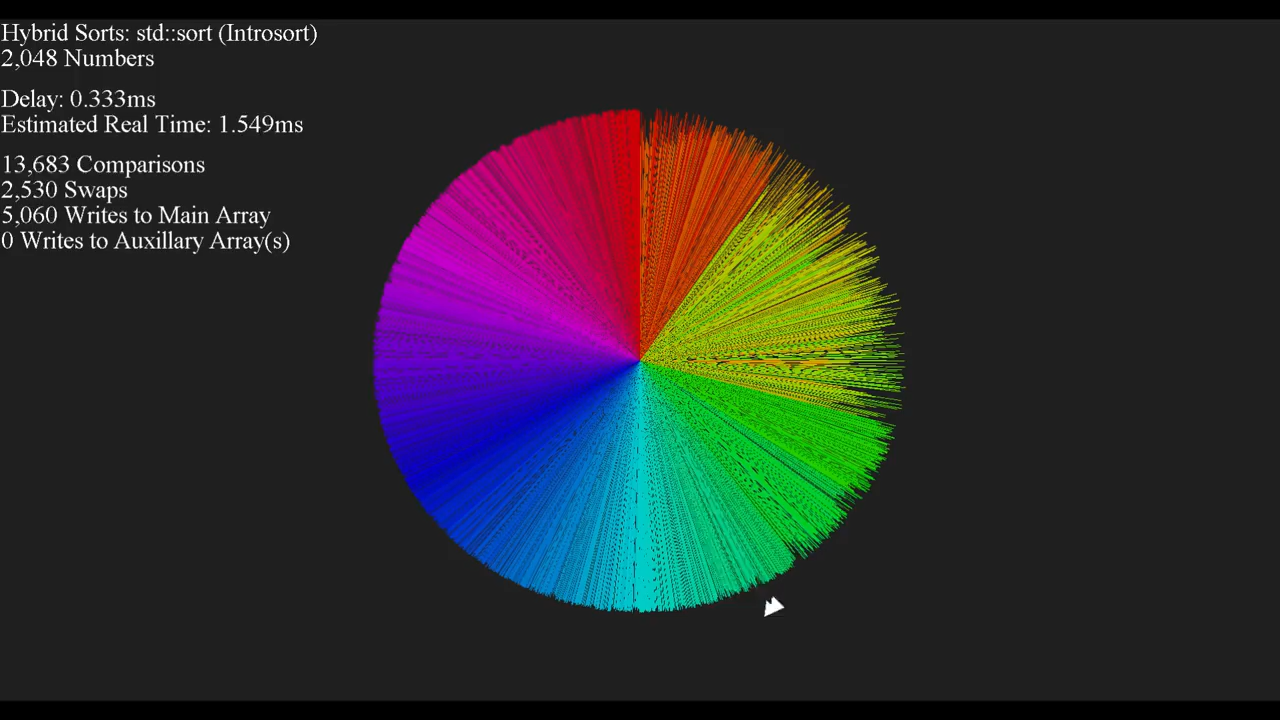 Hybrid Sorts: std::sort (Introsort)
2,048 Numbers
Delay: 0.333ms
Estimated Real Time: 1.549ms
13,683 Comparisons
2,530 Swaps
5,060 Writes to Main Array
0 Writes to Auxillary Array(s)